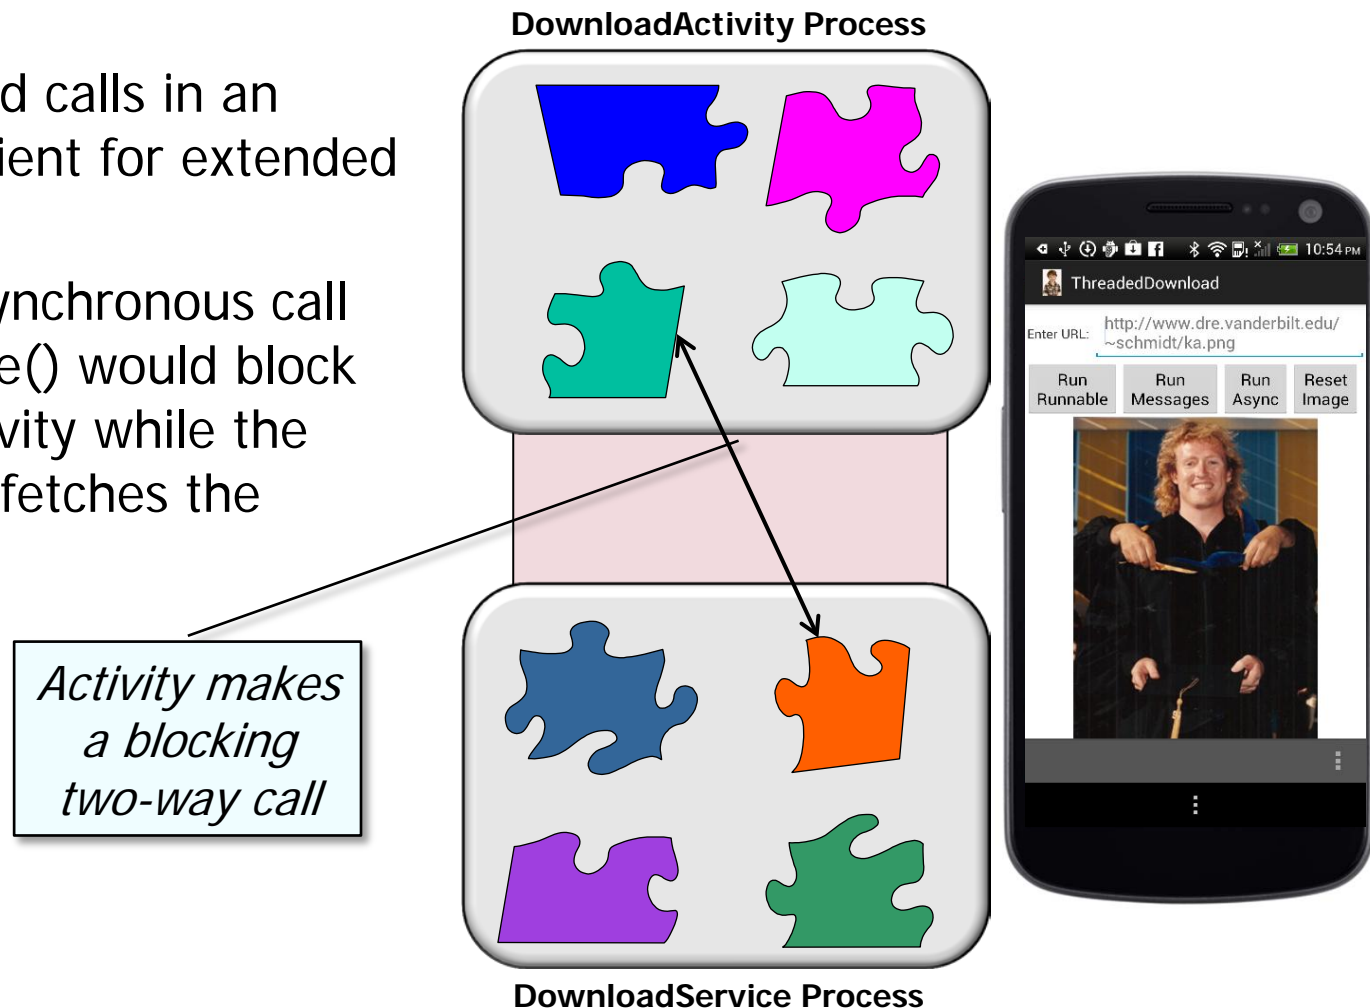 DownloadActivity Process
d calls in an
ient for extended
ynchronous call
e() would block
vity while the
fetches the
Activity makes
a blocking
two-way call
10:54 PM
ThreadedDownload
Enter URL:
http://www.dre.vanderbilt.edu/
~schmidt/ka.png
Run Runnable
Run Messages
Run Async
Reset Image
DownloadService Process